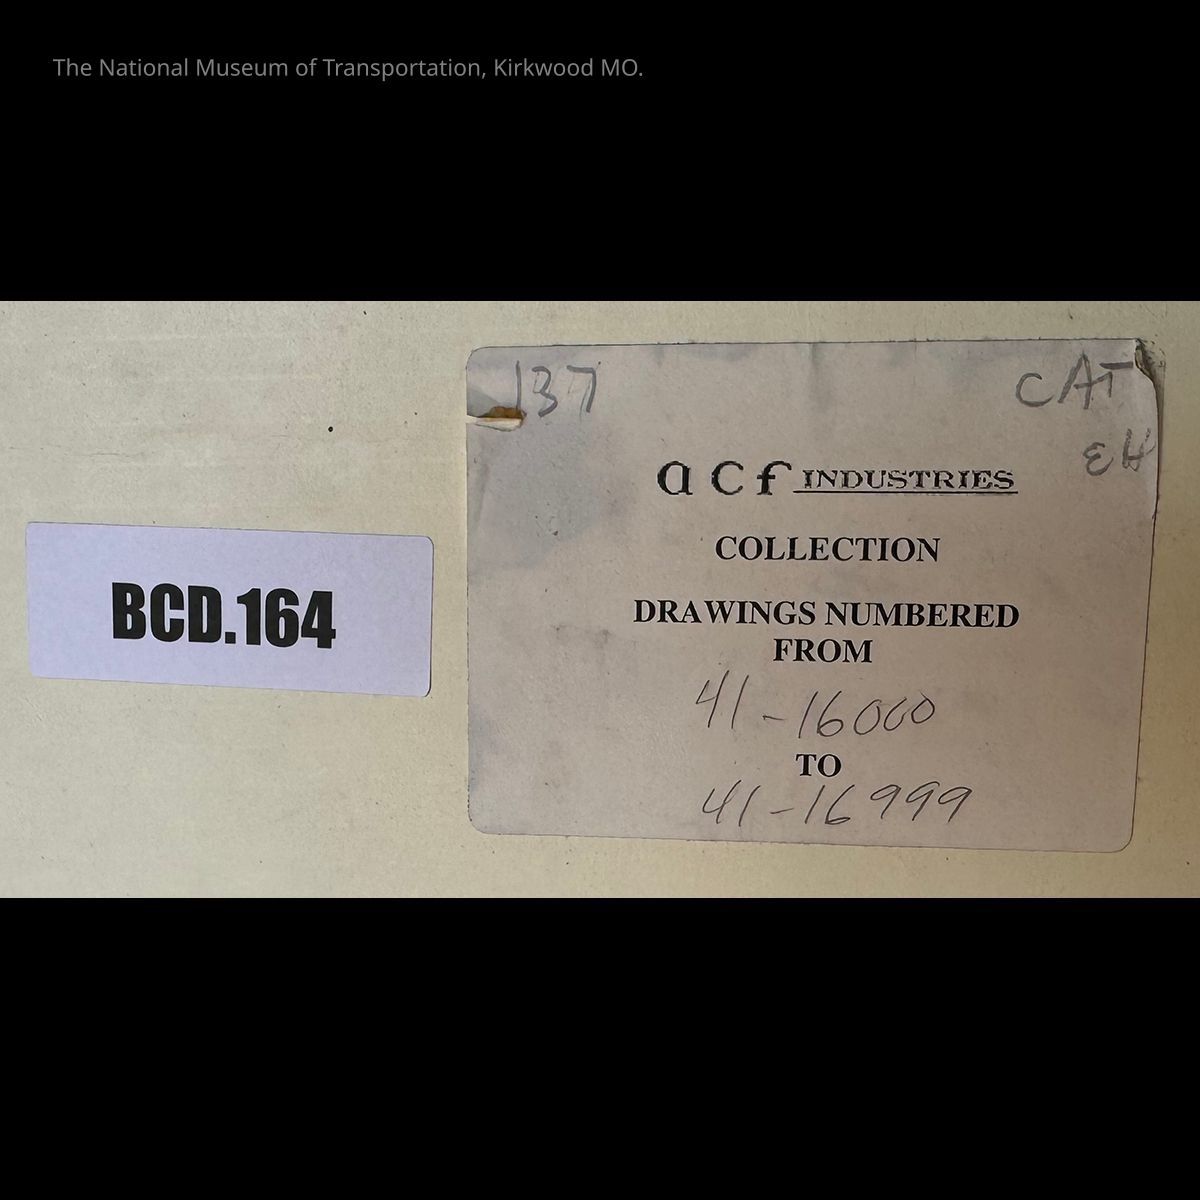 The National Museum of Transportation, Kirkwood MO.
137
CAT
EH
acf INDUSTRIES
COLLECTION
DRAWINGS NUMBERED
FROM
41-16000
TO
41-16999
BCD.164